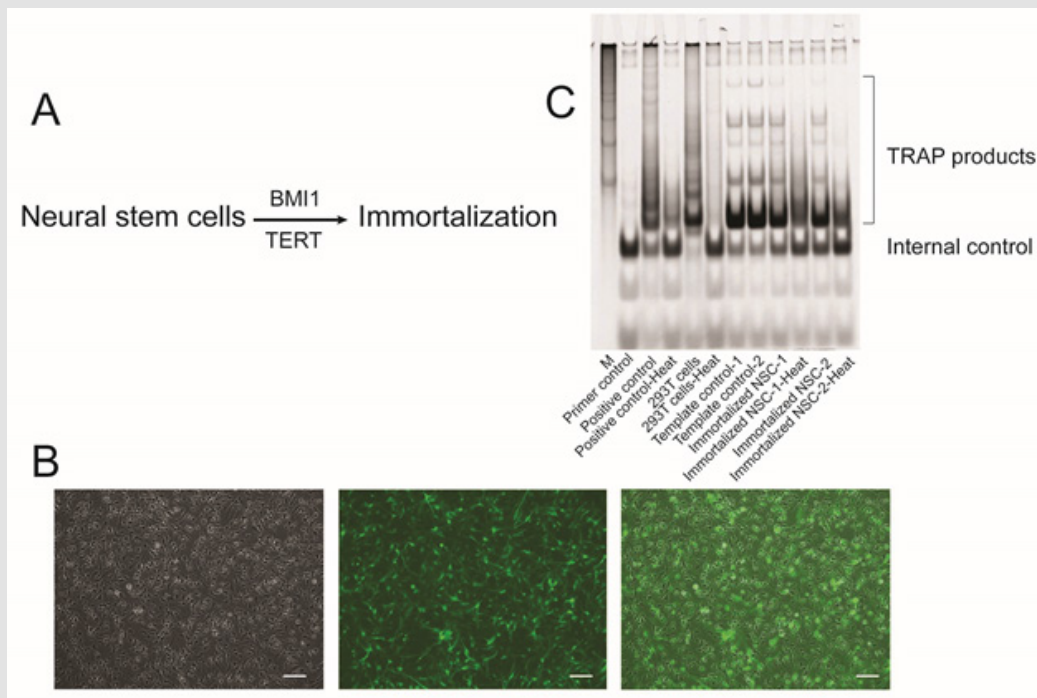 A
Neural stem cells
BMI1
TERT
Immortalization
C
TRAP products
Internal control
M
Primer control
Positive control
Positive control-Heat
293T cells
293T cells-Heat
Template control-1
Template control-2
Immortalized NSC-1
Immortalized NSC-1-Heat
Immortalized NSC-2
Immortalized NSC-2-Heat
B